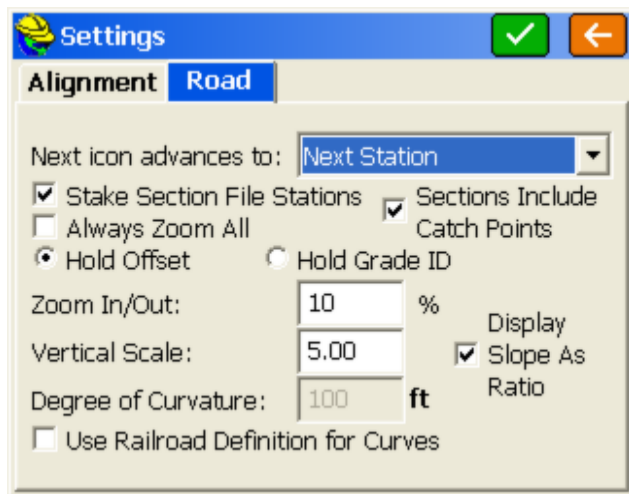 Settings
Alignment Road
Next icon advances to: Next Station
Stake Section File Stations Sections Include
Always Zoom All Catch Points
Hold Offset Hold Grade ID
Zoom In/Out: 10 %
Display
Vertical Scale: 5.00 Slope As
Ratio
Degree of Curvature: 100 ft
Use Railroad Definition for Curves